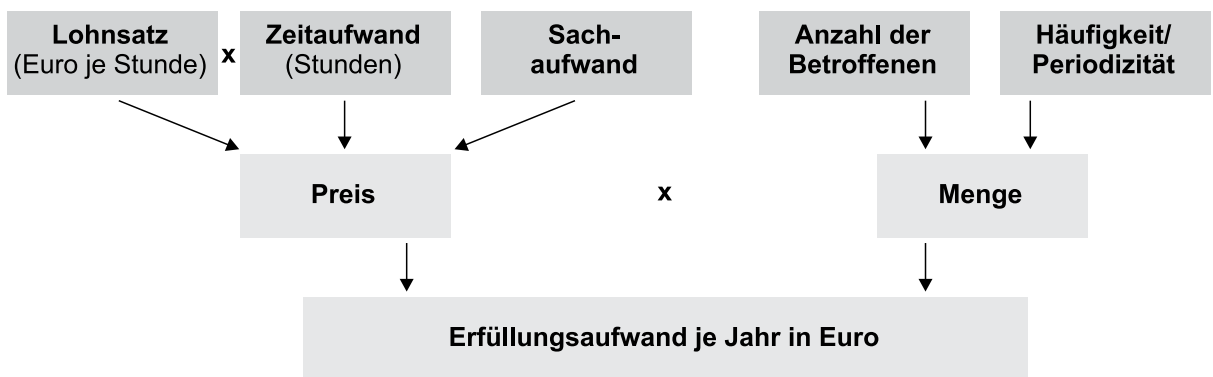 Lohnsatz
(Euro je Stunde)
x
Zeitaufwand
(Stunden)
Sach-
aufwand
Anzahl der
Betroffenen
Häufigkeit/
Periodizität
Preis
x
Menge
Erfüllungsaufwand je Jahr in Euro